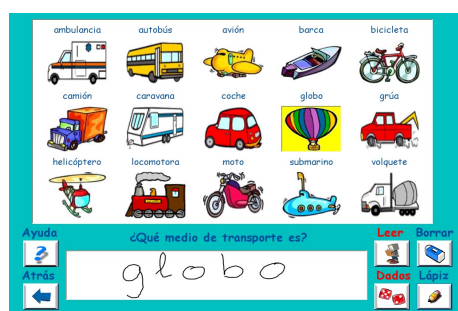 ambulancia autobús avión barca bicicleta
camión caravana coche globo grúa
helicóptero locomotora moto submarino volquete
Ayuda ¿Qué medio de transporte es? Leer Borrar
globo
Atrás Dados Lápiz